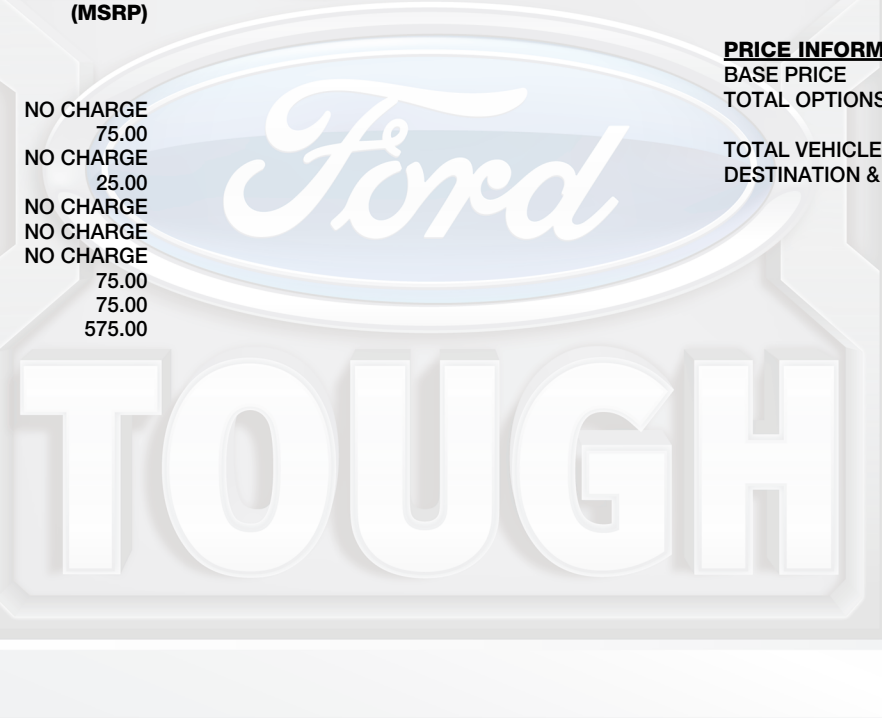 (MSRP)
NO CHARGE
75.00
NO CHARGE
25.00
NO CHARGE
NO CHARGE
NO CHARGE
75.00
75.00
575.00
PRICE INFORM
BASE PRICE
TOTAL OPTIONS
TOTAL VEHICLE
DESTINATION &
Ford
TOUGH